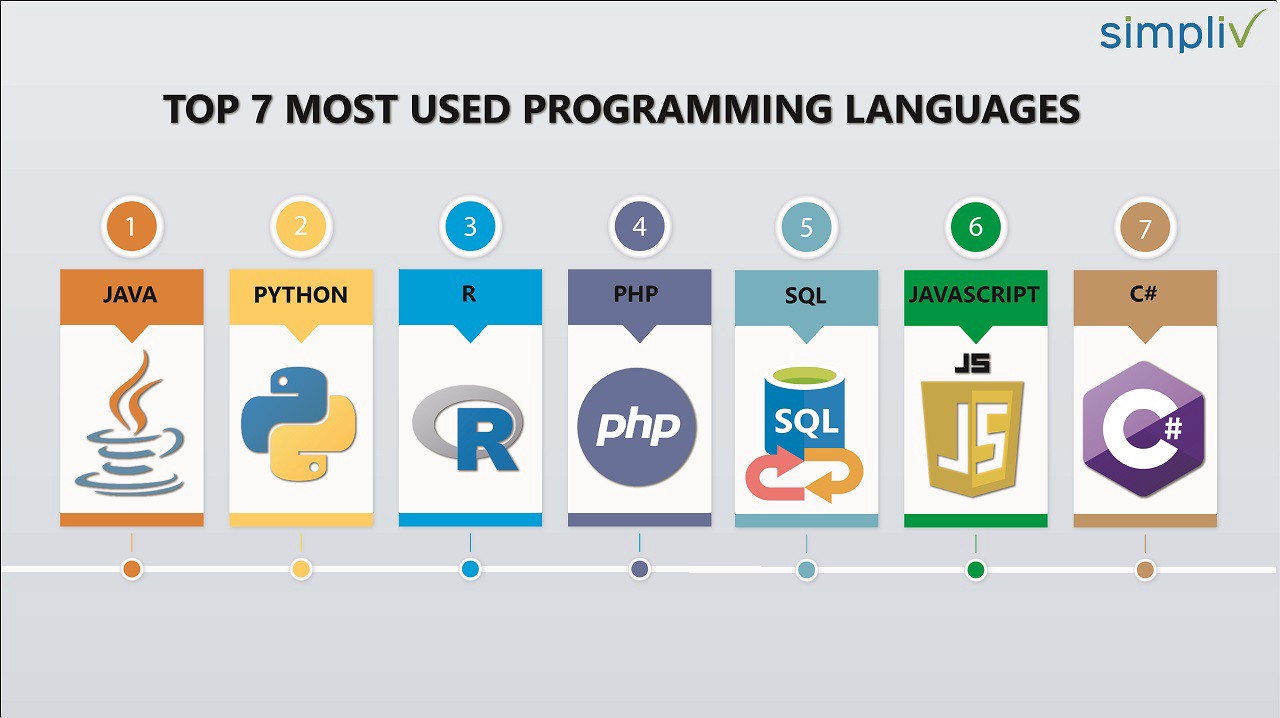 simpliv
TOP 7 MOST USED PROGRAMMING LANGUAGES
1
2
3
4
5
6
7
JAVA
PYTHON
R
PHP
SQL
JAVASCRIPT
C#
R
php
SQL
JS
JS
C#